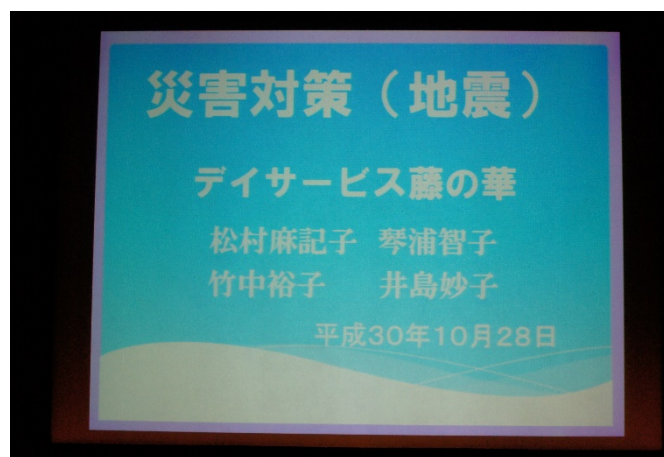 災害対策（地震）
デイサービス藤の華
松村麻記子 琴浦智子
竹中裕子 井島妙子
平成30年10月28日